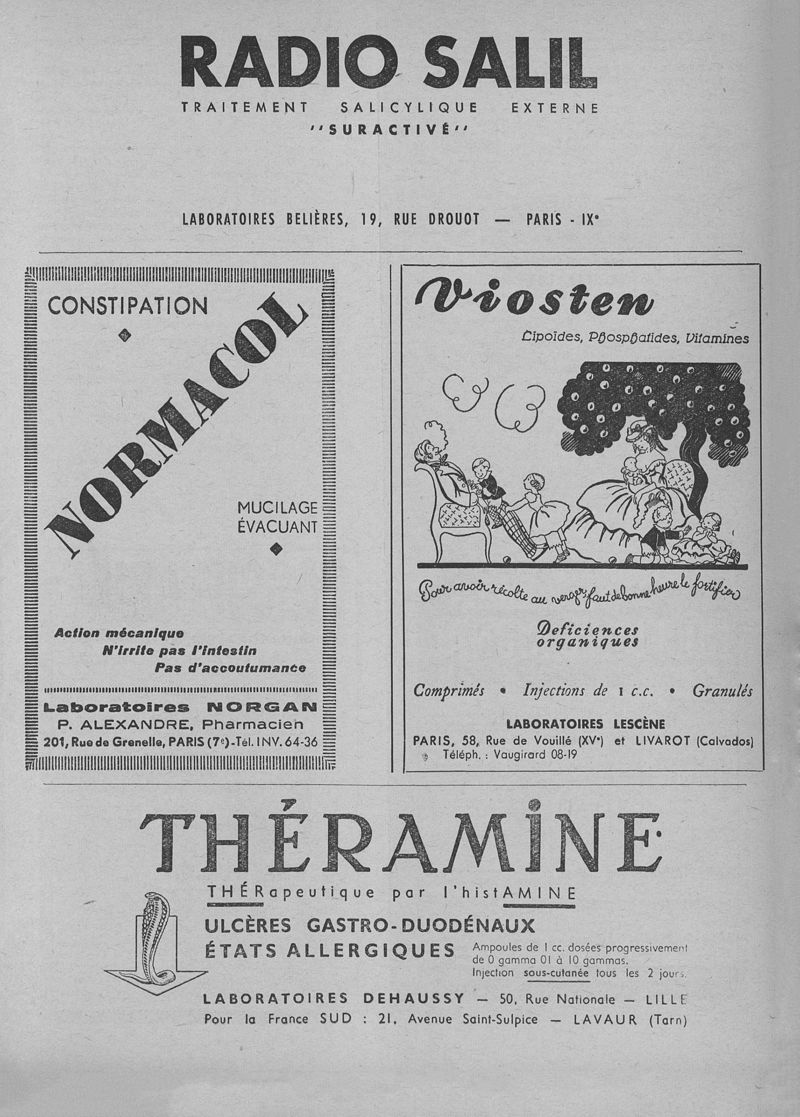 RADIO SALIL
TRAITEMENT SALICYLIQUE EXTERNE
"SURACTIVÉ"
LABORATOIRES BELIÈRES, 19, RUE DROUOT — PARIS - IXe
CONSTIPATION
NORMACOL
MUCILAGE
ÉVACUANT
Action mécanique
N'irrite pas l'intestin
Pas d'accoutumance
Laboratoires NORGAN
P. ALEXANDRE, Pharmacien
201, Rue de Grenelle, PARIS (7e)-Tél. INV. 64-36
Viosten
Lipoïdes, Phosphatides, Vitamines
Pour avoir récolte au verger faut de bonne heure le fortifier
Deficiences
organiques
Comprimés • Injections de 1 c.c. • Granulés
LABORATOIRES LESCÈNE
PARIS, 58, Rue de Vouillé (XVe) et LIVAROT (Calvados)
Téléph. : Vaugirard 08-19
THÉRAMINE
THÉRapeutique par l'histAMINE
ULCÈRES GASTRO-DUODÉNAUX
ÉTATS ALLERGIQUES
Ampoules de 1 cc. dosées progressivement
de 0 gamma 01 à 10 gammas.
Injection sous-cutanée tous les 2 jours.
LABORATOIRES DEHAUSSY — 50, Rue Nationale — LILLE
Pour la France SUD : 21, Avenue Saint-Sulpice — LAVAUR (Tarn)